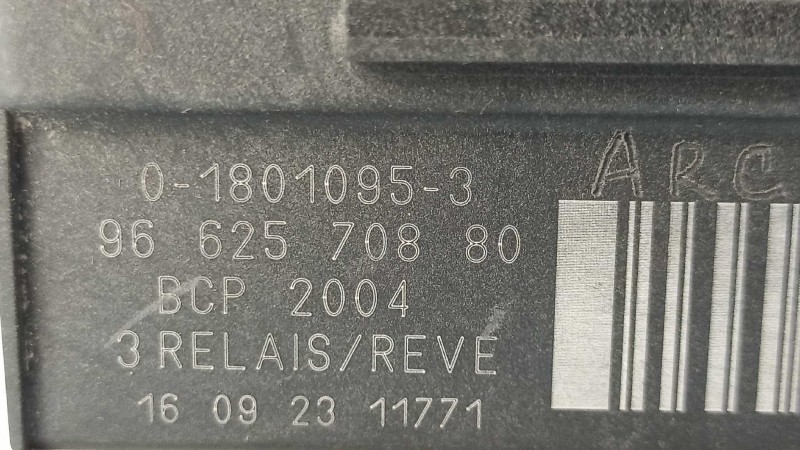 ARC
0-1801095-3
96 625 708 80
BCP 2004
3 RELAIS/REVE
16 09 23 11771